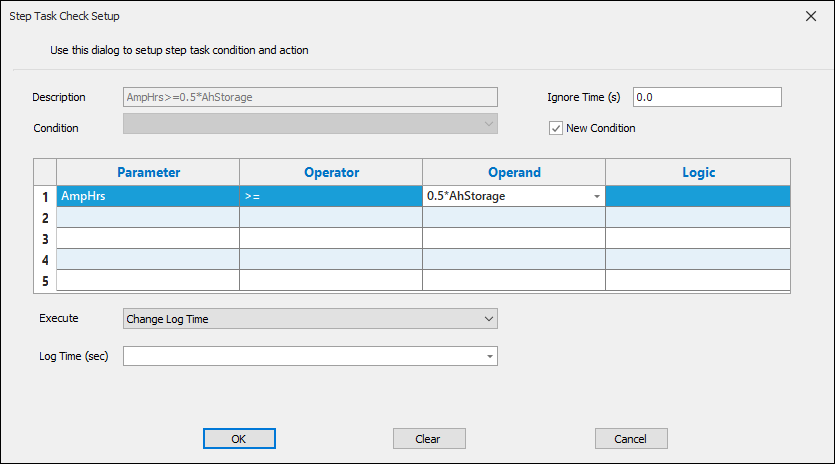 Step Task Check Setup
Use this dialog to setup step task condition and action
Description AmpHrs>=0.5*AhStorage Ignore Time (s) 0.0
Condition New Condition
Parameter Operator Operand Logic
1 AmpHrs >= 0.5*AhStorage
2
3
4
5
Execute Change Log Time
Log Time (sec)
OK Clear Cancel